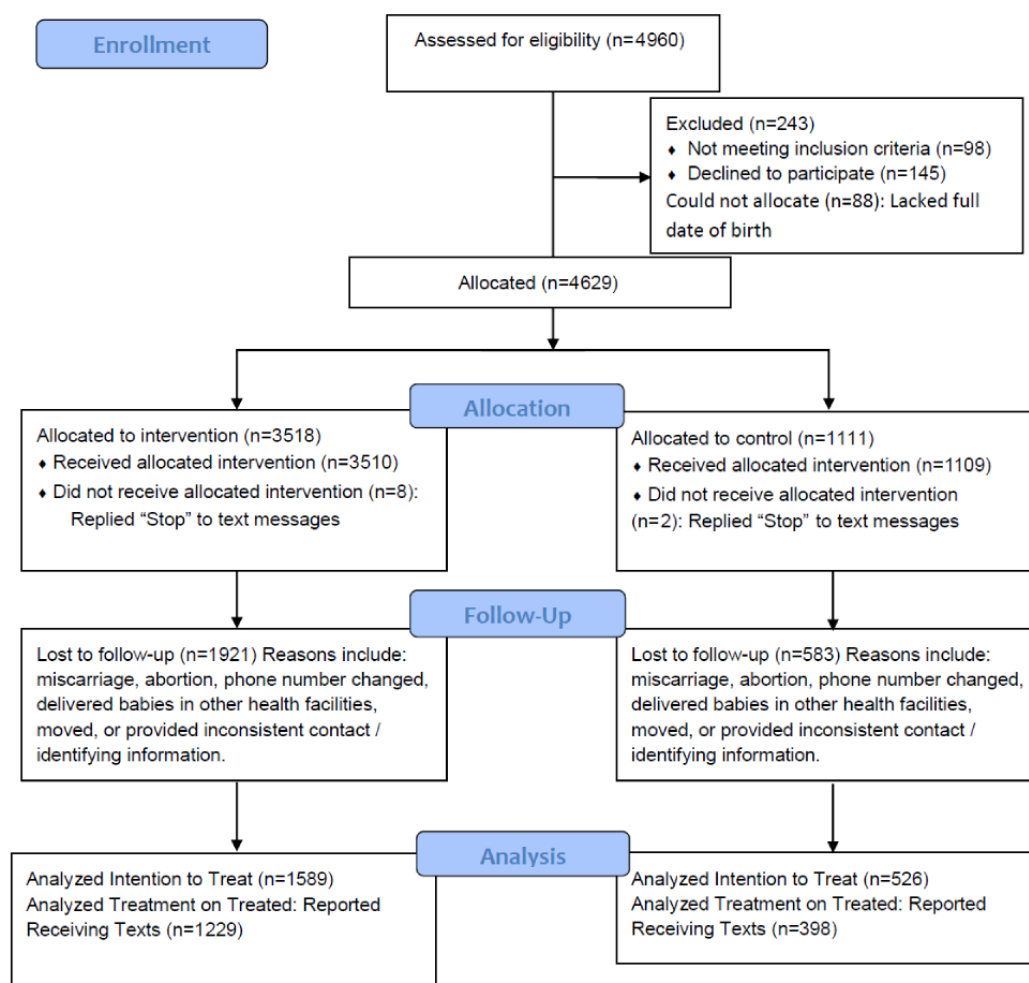 Enrollment
Assessed for eligibility (n=4960)
Excluded (n=243)
♦ Not meeting inclusion criteria (n=98)
♦ Declined to participate (n=145)
Could not allocate (n=88): Lacked full
date of birth
Allocated (n=4629)
Allocation
Allocated to intervention (n=3518)
♦ Received allocated intervention (n=3510)
♦ Did not receive allocated intervention (n=8):
Replied “Stop” to text messages
Allocated to control (n=1111)
♦ Received allocated intervention (n=1109)
♦ Did not receive allocated intervention
(n=2): Replied “Stop” to text messages
Follow-Up
Lost to follow-up (n=1921) Reasons include:
miscarriage, abortion, phone number changed,
delivered babies in other health facilities,
moved, or provided inconsistent contact /
identifying information.
Lost to follow-up (n=583) Reasons include:
miscarriage, abortion, phone number changed,
delivered babies in other health facilities,
moved, or provided inconsistent contact /
identifying information.
Analysis
Analyzed Intention to Treat (n=1589)
Analyzed Treatment on Treated: Reported
Receiving Texts (n=1229)
Analyzed Intention to Treat (n=526)
Analyzed Treatment on Treated: Reported
Receiving Texts (n=398)